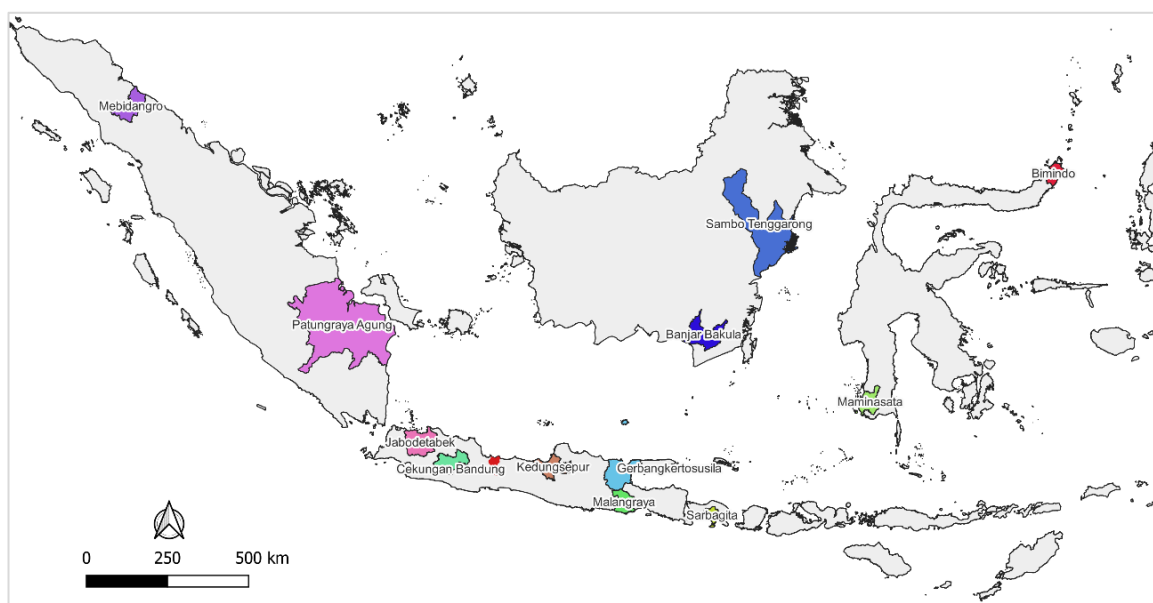 Mebidangro
Bimindo
Sambo Tenggarong
Patungraya Agung
Banjar Bakula
Maminasata
Jabodetabek
Cekungan Bandung
Kedungsepur
Gerbangkertosusila
Malangraya
Sarbagita
0 250 500 km